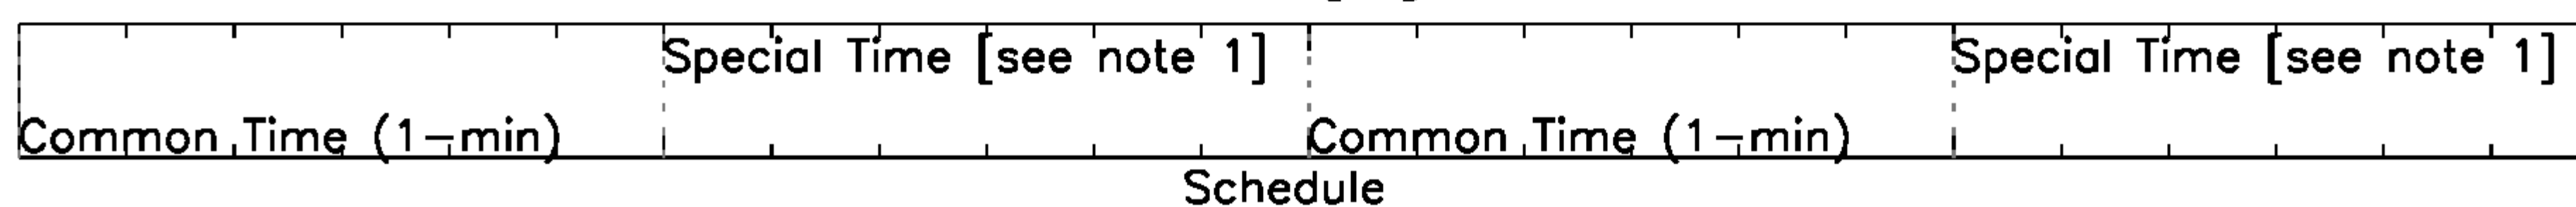 Special Time [see note 1]
Special Time [see note 1]
Common Time (1-min)
Common Time (1-min)
Schedule